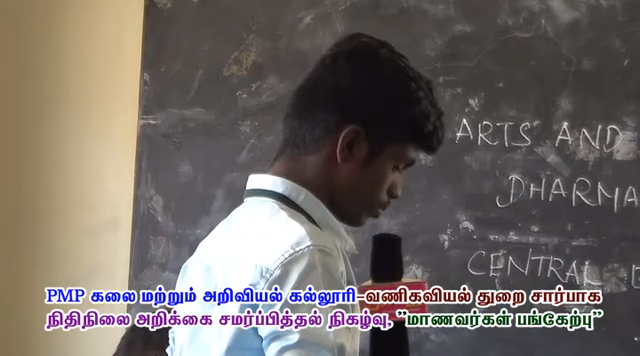 ARTS AND
DHARMA
CENTRAL
PMP கலை மற்றும் அறிவியல் கல்லூரி-வணிகவியல் துறை சார்பாக
நிதிநிலை அறிக்கை சமர்ப்பித்தல் நிகழ்வு, "மாணவர்கள் பங்கேற்பு"